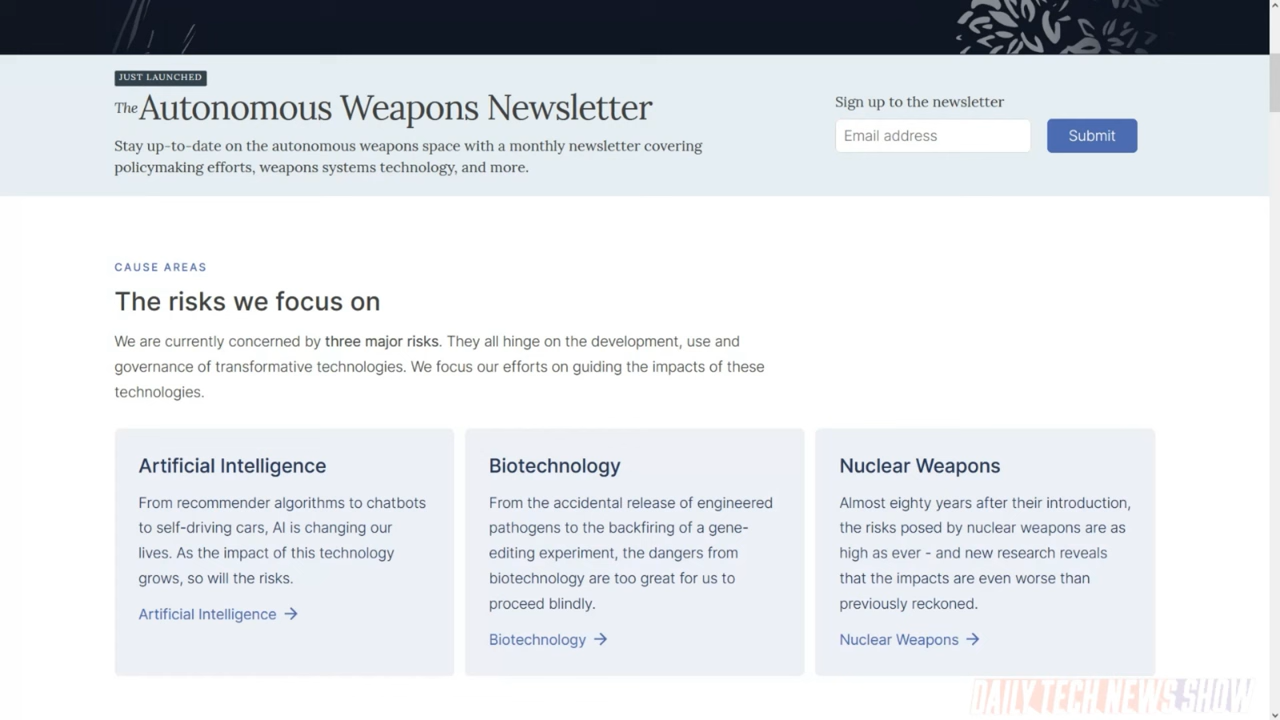 JUST LAUNCHED
The Autonomous Weapons Newsletter
Stay up-to-date on the autonomous weapons space with a monthly newsletter covering
policymaking efforts, weapons systems technology, and more.
Sign up to the newsletter
Email address
Submit
CAUSE AREAS
The risks we focus on
We are currently concerned by three major risks. They all hinge on the development, use and
governance of transformative technologies. We focus our efforts on guiding the impacts of these
technologies.
Artificial Intelligence
From recommender algorithms to chatbots
to self-driving cars, AI is changing our
lives. As the impact of this technology
grows, so will the risks.
Artificial Intelligence →
Biotechnology
From the accidental release of engineered
pathogens to the backfiring of a gene-
editing experiment, the dangers from
biotechnology are too great for us to
proceed blindly.
Biotechnology →
Nuclear Weapons
Almost eighty years after their introduction,
the risks posed by nuclear weapons are as
high as ever - and new research reveals
that the impacts are even worse than
previously reckoned.
Nuclear Weapons →
DAILY TECH NEWS SHOW